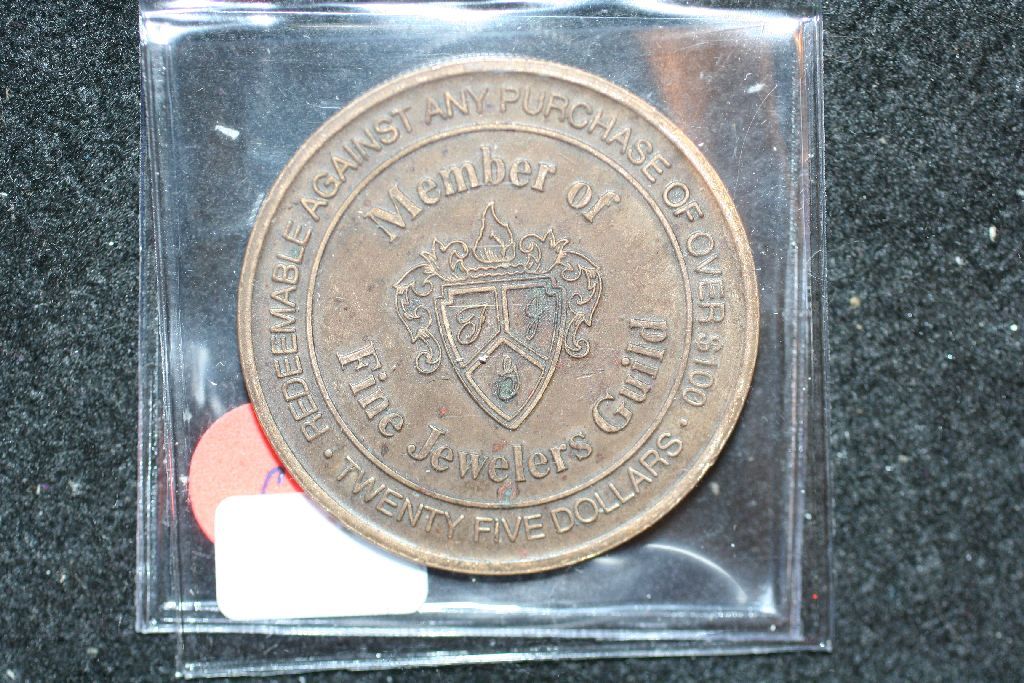 REDEEMABLE AGAINST ANY PURCHASE OF OVER $100 ·
TWENTY FIVE DOLLARS ·
Member of
Fine Jewelers Guild